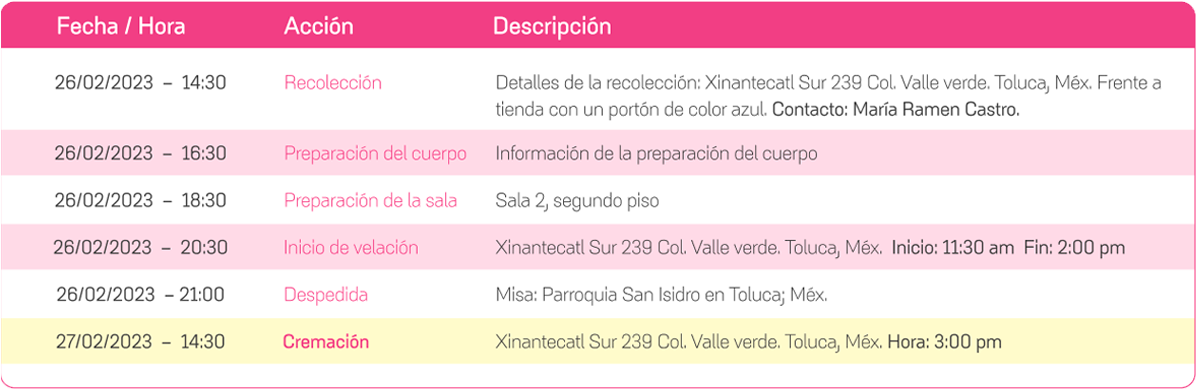 Fecha / Hora Acción Descripción
26/02/2023 – 14:30 Recolección Detalles de la recolección: Xinantecatl Sur 239 Col. Valle verde. Toluca, Méx. Frente a
tienda con un portón de color azul. Contacto: María Ramen Castro.
26/02/2023 – 16:30 Preparación del cuerpo Información de la preparación del cuerpo
26/02/2023 – 18:30 Preparación de la sala Sala 2, segundo piso
26/02/2023 – 20:30 Inicio de velación Xinantecatl Sur 239 Col. Valle verde. Toluca, Méx. Inicio: 11:30 am Fin: 2:00 pm
26/02/2023 – 21:00 Despedida Misa: Parroquia San Isidro en Toluca; Méx.
27/02/2023 – 14:30 Cremación Xinantecatl Sur 239 Col. Valle verde. Toluca, Méx. Hora: 3:00 pm